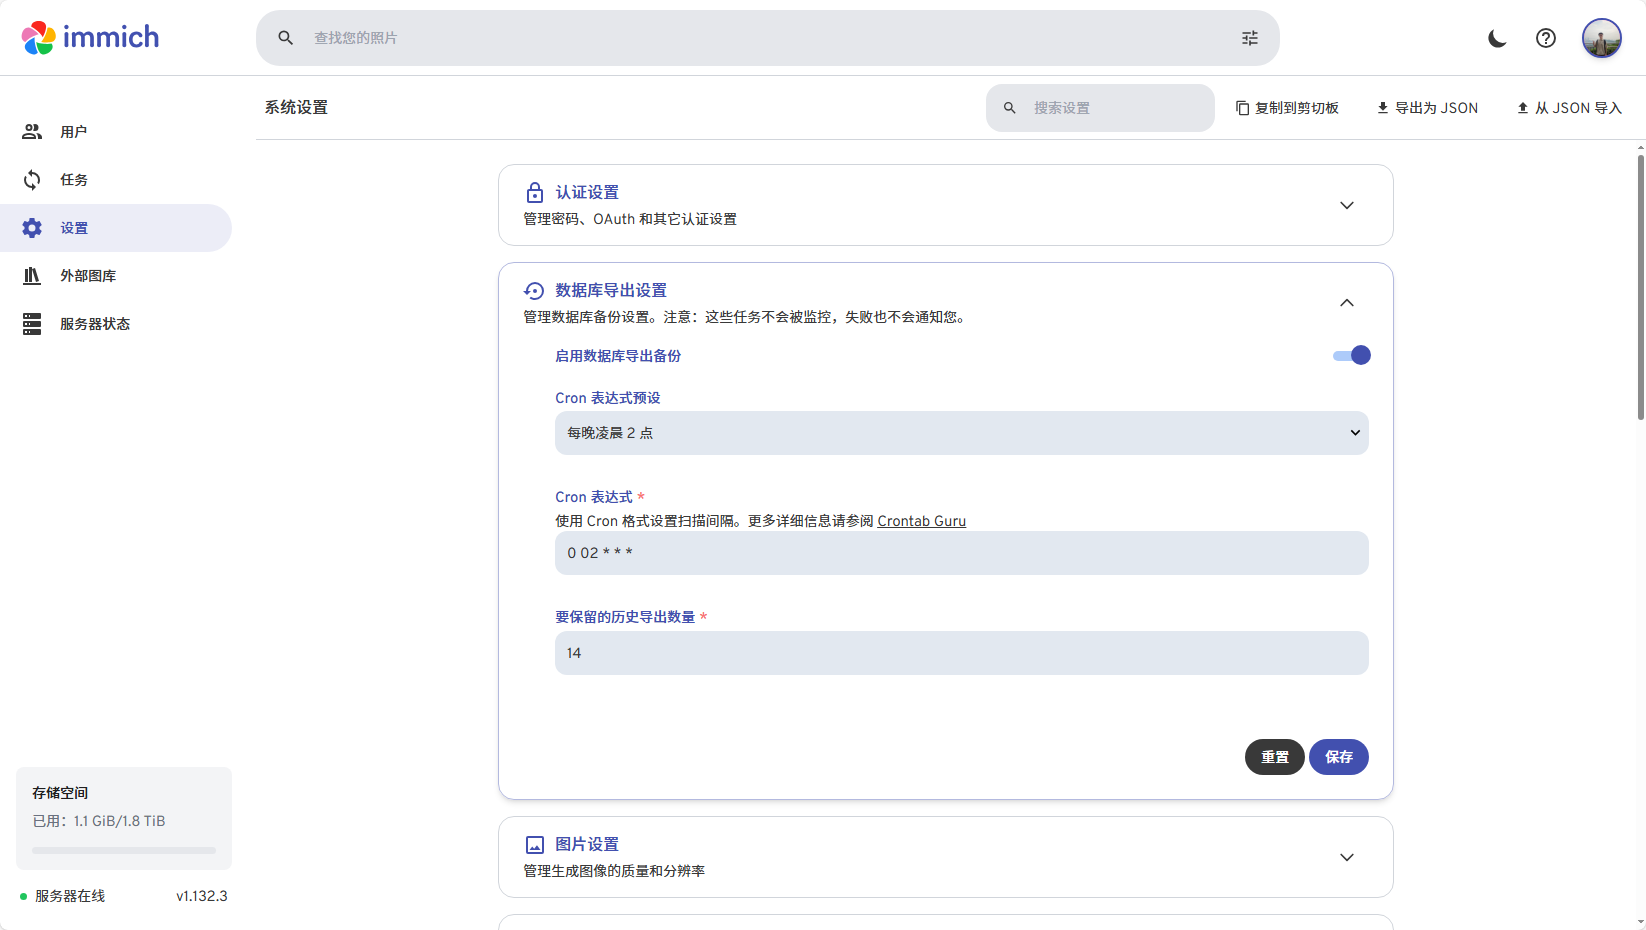 immich
查找您的照片
系统设置
搜索设置
复制到剪切板
导出为 JSON
从 JSON 导入
用户
任务
设置
外部图库
服务器状态
认证设置
管理密码、OAuth 和其它认证设置
数据库导出设置
管理数据库备份设置。注意：这些任务不会被监控，失败也不会通知您。
启用数据库导出备份
Cron 表达式预设
每晚凌晨 2 点
Cron 表达式 *
使用 Cron 格式设置扫描间隔。更多详细信息请参阅 Crontab Guru
0 02 * * *
要保留的历史导出数量 *
14
重置
保存
图片设置
管理生成图像的质量和分辨率
存储空间
已用：1.1 GiB/1.8 TiB
服务器在线
v1.132.3